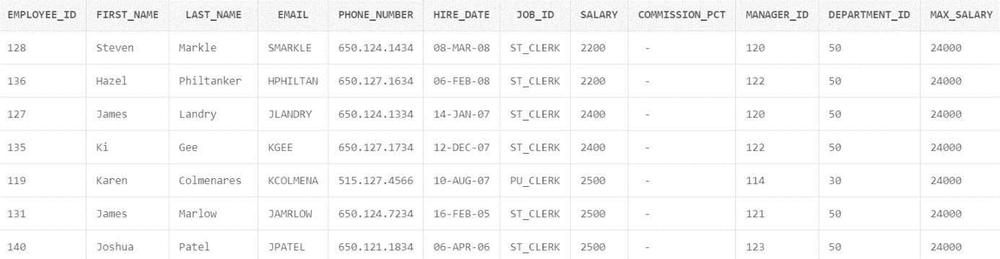 EMPLOYEE_ID FIRST_NAME LAST_NAME EMAIL PHONE_NUMBER HIRE_DATE JOB_ID SALARY COMMISSION_PCT MANAGER_ID DEPARTMENT_ID MAX_SALARY
128 Steven Markle SMARKLE 650.124.1434 08-MAR-08 ST_CLERK 2200 - 120 50 24000
136 Hazel Philtanker HPHILTAN 650.127.1634 06-FEB-08 ST_CLERK 2200 - 122 50 24000
127 James Landry JLANDRY 650.124.1334 14-JAN-07 ST_CLERK 2400 - 120 50 24000
135 Ki Gee KGEE 650.127.1734 12-DEC-07 ST_CLERK 2400 - 122 50 24000
119 Karen Colmenares KCOLMENA 515.127.4566 10-AUG-07 PU_CLERK 2500 - 114 30 24000
131 James Marlow JAMRLOW 650.124.7234 16-FEB-05 ST_CLERK 2500 - 121 50 24000
140 Joshua Patel JPATEL 650.121.1834 06-APR-06 ST_CLERK 2500 - 123 50 24000